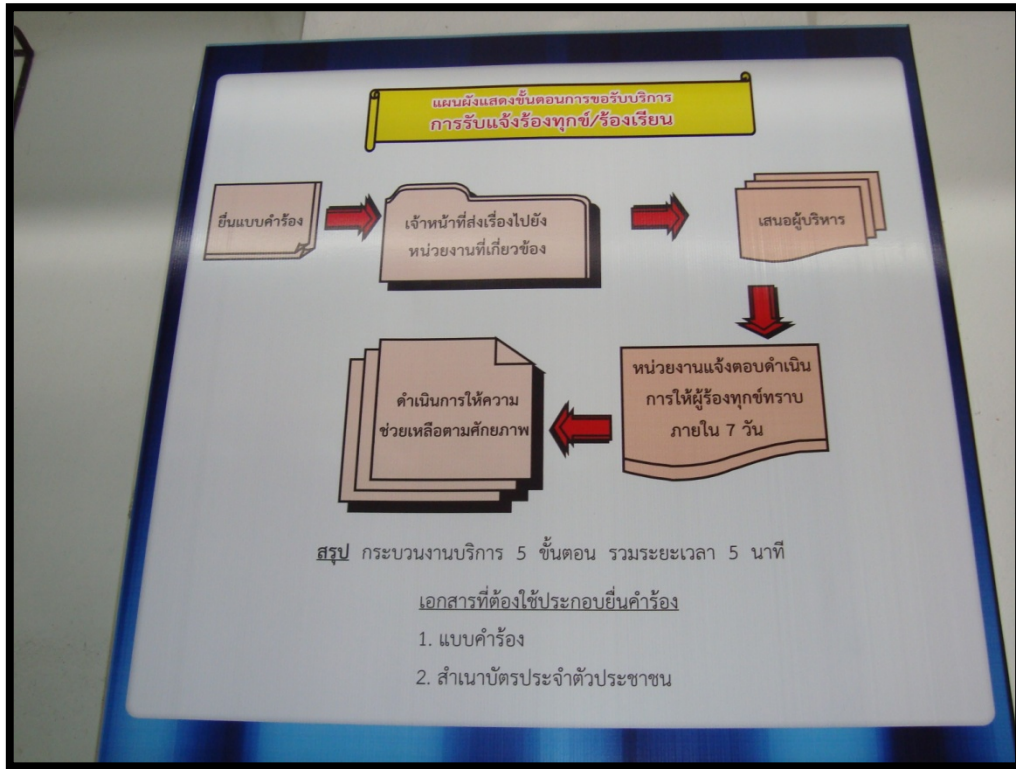 แผนผังแสดงขั้นตอนการขอรับบริการ
การรับแจ้งร้องทุกข์/ร้องเรียน
ยื่นแบบคำร้อง
เจ้าหน้าที่ส่งเรื่องไปยัง
หน่วยงานที่เกี่ยวข้อง
เสนอผู้บริหาร
หน่วยงานแจ้งตอบดำเนิน
การให้ผู้ร้องทุกข์ทราบ
ภายใน 7 วัน
ดำเนินการให้ความ
ช่วยเหลือตามศักยภาพ
สรุป กระบวนงานบริการ 5 ขั้นตอน รวมระยะเวลา 5 นาที
เอกสารที่ต้องใช้ประกอบยื่นคำร้อง
1. แบบคำร้อง
2. สำเนาบัตรประจำตัวประชาชน